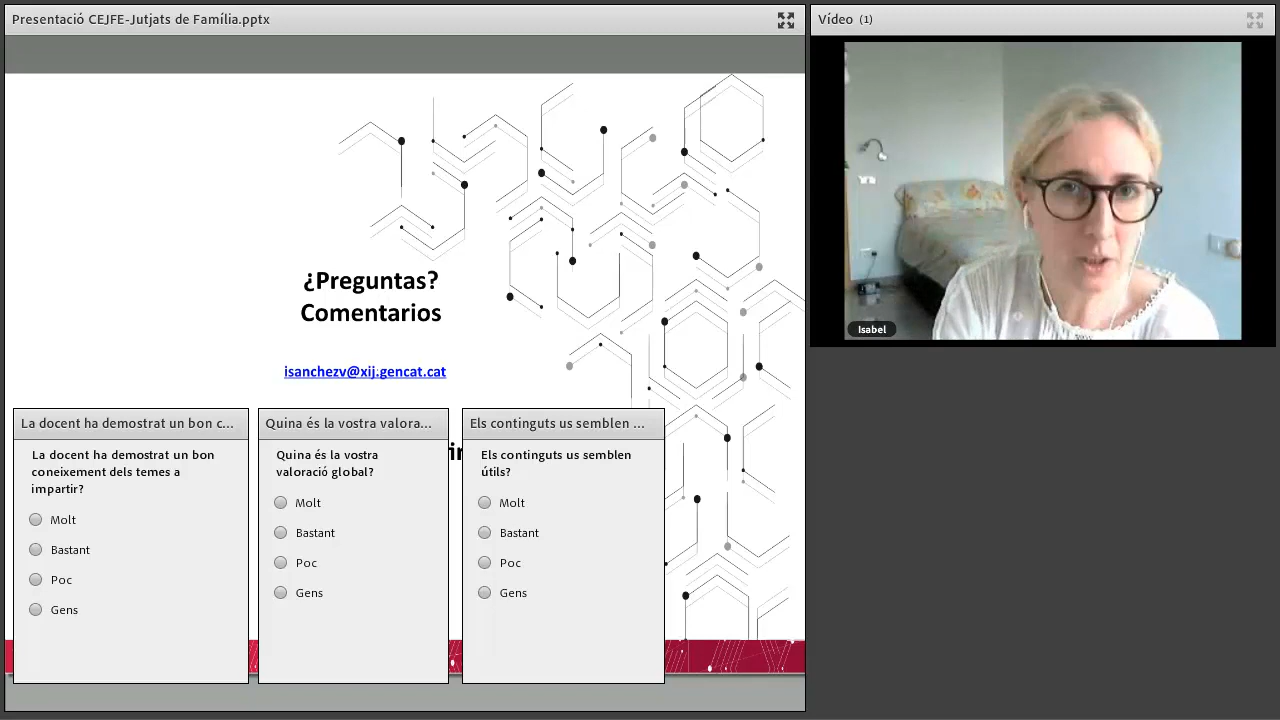 Presentació CEJFE-Jutjats de Família.pptx
Vídeo (1)
¿Preguntas?
Comentarios
isanchezv@xij.gencat.cat
Isabel
La docent ha demostrat un bon c...
La docent ha demostrat un bon
coneixement dels temes a
impartir?
Molt
Bastant
Poc
Gens
Quina és la vostra valora...
Quina és la vostra
valoració global?
Molt
Bastant
Poc
Gens
Els continguts us semblen ...
Els continguts us semblen
útils?
Molt
Bastant
Poc
Gens